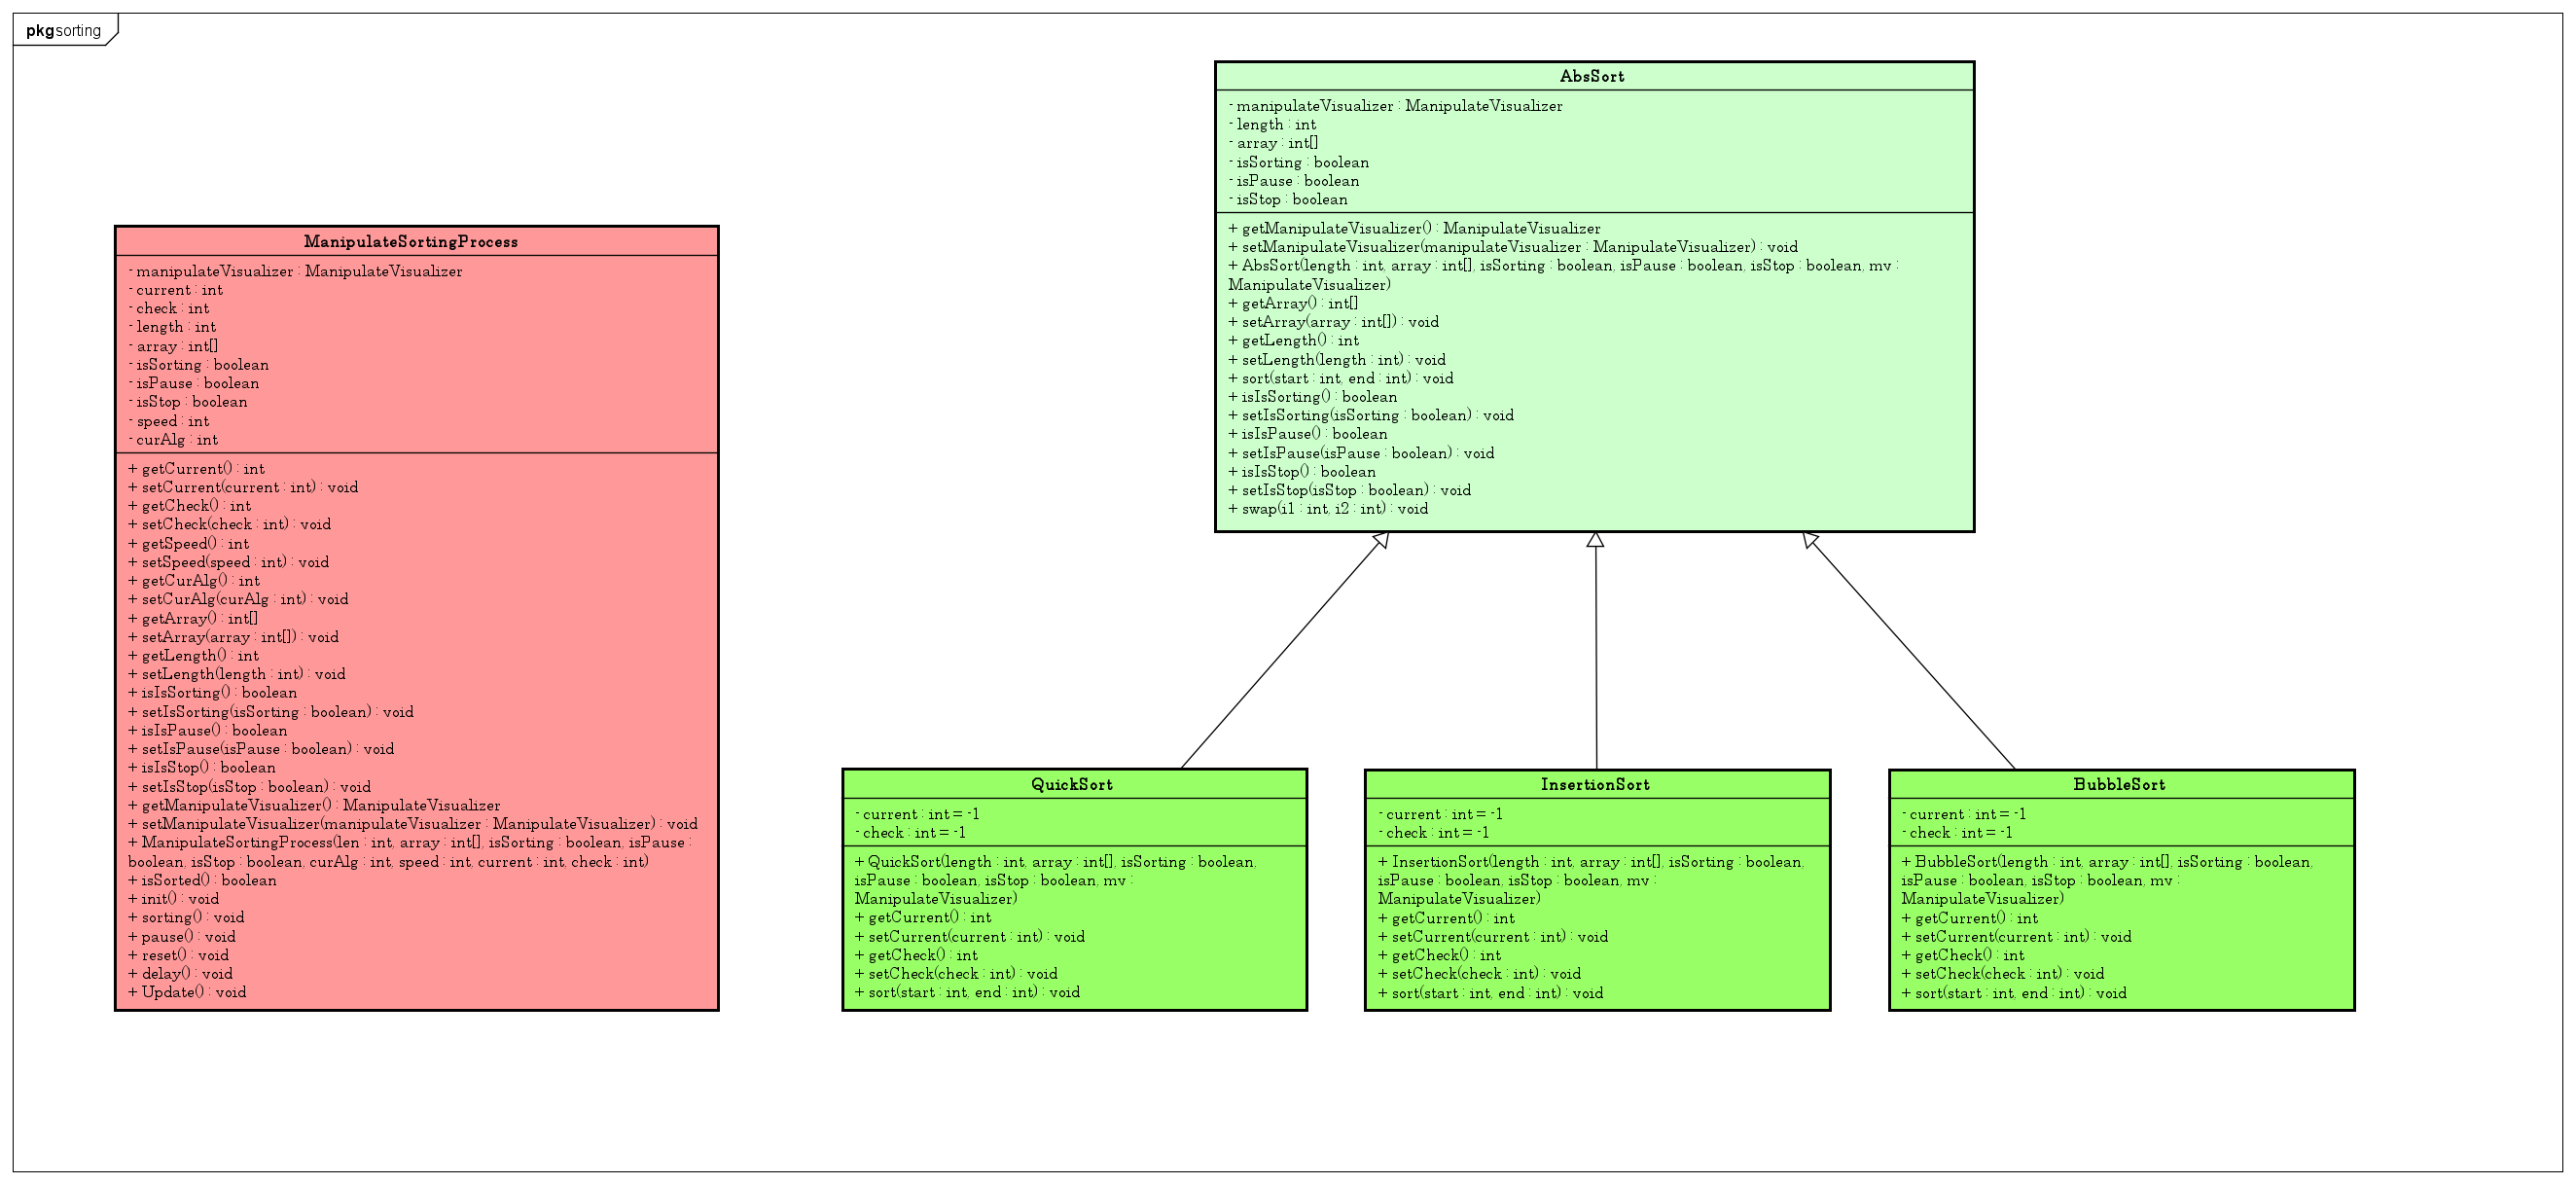 pkg sorting
AbsSort
- manipulateVisualizer : ManipulateVisualizer
- length : int
- array : int[]
- isSorting : boolean
- isPause : boolean
- isStop : boolean
+ getManipulateVisualizer() : ManipulateVisualizer
+ setManipulateVisualizer(manipulateVisualizer : ManipulateVisualizer) : void
+ AbsSort(length : int, array : int[], isSorting : boolean, isPause : boolean, isStop : boolean, mv :
ManipulateVisualizer)
+ getArray() : int[]
+ setArray(array : int[]) : void
+ getLength() : int
+ setLength(length : int) : void
+ sort(start : int, end : int) : void
+ isIsSorting() : boolean
+ setIsSorting(isSorting : boolean) : void
+ isIsPause() : boolean
+ setIsPause(isPause : boolean) : void
+ isIsStop() : boolean
+ setIsStop(isStop : boolean) : void
+ swap(i1 : int, i2 : int) : void
ManipulateSortingProcess
- manipulateVisualizer : ManipulateVisualizer
- current : int
- check : int
- length : int
- array : int[]
- isSorting : boolean
- isPause : boolean
- isStop : boolean
- speed : int
- curAlg : int
+ getCurrent() : int
+ setCurrent(current : int) : void
+ getCheck() : int
+ setCheck(check : int) : void
+ getSpeed() : int
+ setSpeed(speed : int) : void
+ getCurAlg() : int
+ setCurAlg(curAlg : int) : void
+ getArray() : int[]
+ setArray(array : int[]) : void
+ getLength() : int
+ setLength(length : int) : void
+ isIsSorting() : boolean
+ setIsSorting(isSorting : boolean) : void
+ isIsPause() : boolean
+ setIsPause(isPause : boolean) : void
+ isIsStop() : boolean
+ setIsStop(isStop : boolean) : void
+ getManipulateVisualizer() : ManipulateVisualizer
+ setManipulateVisualizer(manipulateVisualizer : ManipulateVisualizer) : void
+ ManipulateSortingProcess(len : int, array : int[], isSorting : boolean, isPause :
boolean, isStop : boolean, curAlg : int, speed : int, current : int, check : int)
+ isSorted() : boolean
+ init() : void
+ sorting() : void
+ pause() : void
+ reset() : void
+ delay() : void
+ Update() : void
QuickSort
- current : int = -1
- check : int = -1
+ QuickSort(length : int, array : int[], isSorting : boolean,
isPause : boolean, isStop : boolean, mv :
ManipulateVisualizer)
+ getCurrent() : int
+ setCurrent(current : int) : void
+ getCheck() : int
+ setCheck(check : int) : void
+ sort(start : int, end : int) : void
InsertionSort
- current : int = -1
- check : int = -1
+ InsertionSort(length : int, array : int[], isSorting : boolean,
isPause : boolean, isStop : boolean, mv :
ManipulateVisualizer)
+ getCurrent() : int
+ setCurrent(current : int) : void
+ getCheck() : int
+ setCheck(check : int) : void
+ sort(start : int, end : int) : void
BubbleSort
- current : int = -1
- check : int = -1
+ BubbleSort(length : int, array : int[], isSorting : boolean,
isPause : boolean, isStop : boolean, mv :
ManipulateVisualizer)
+ getCurrent() : int
+ setCurrent(current : int) : void
+ getCheck() : int
+ setCheck(check : int) : void
+ sort(start : int, end : int) : void